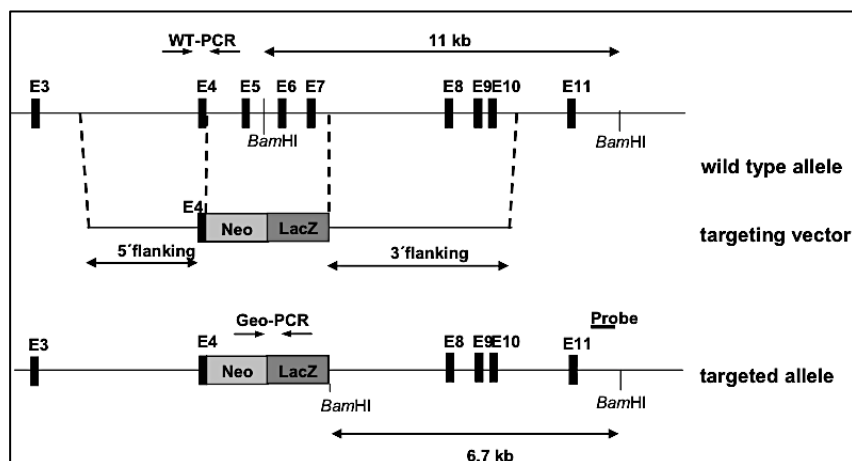 WT-PCR 11 kb
E3 E4 E5 E6 E7 E8 E9 E10 E11
BamHI BamHI
wild type allele
E4
Neo LacZ
targeting vector
5´flanking 3´flanking
Geo-PCR Probe
E3 E4 E8 E9 E10 E11
Neo LacZ
targeted allele
BamHI BamHI
6.7 kb